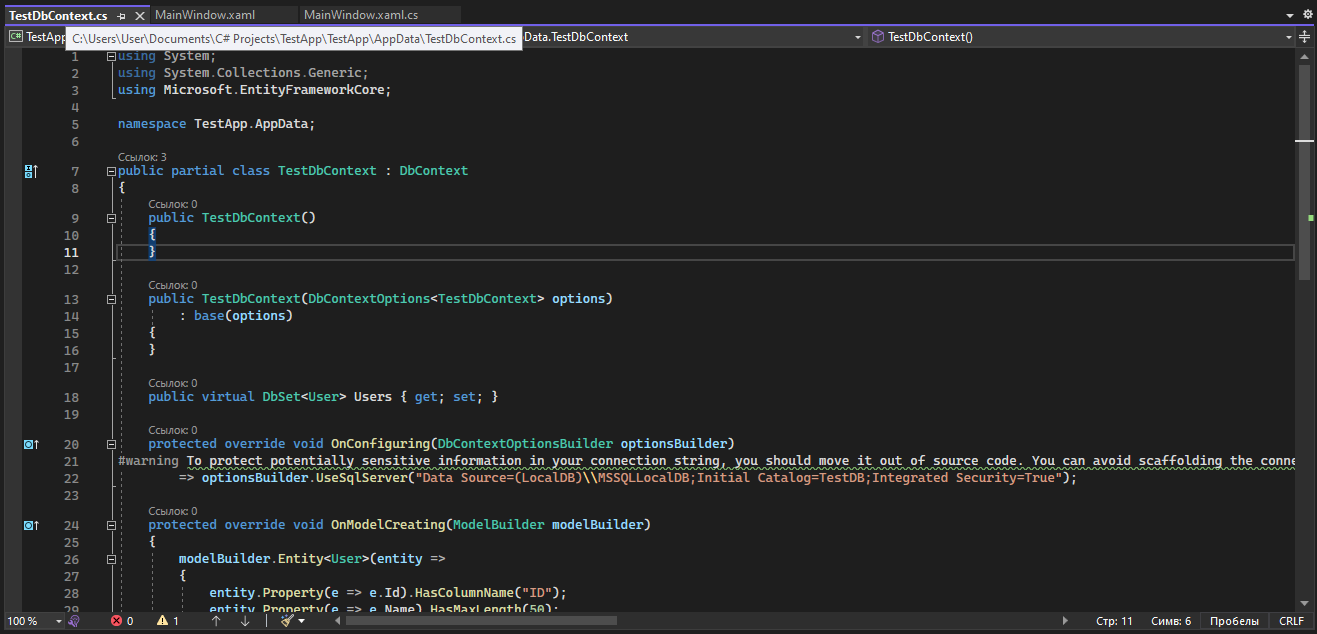 TestDbContext.cs MainWindow.xaml MainWindow.xaml.cs
TestApp Data.TestDbContext TestDbContext()
C:\Users\User\Documents\C# Projects\TestApp\TestApp\AppData\TestDbContext.cs
1 using System;
2 using System.Collections.Generic;
3 using Microsoft.EntityFrameworkCore;
4
5 namespace TestApp.AppData;
6
Ссылок: 3
7 public partial class TestDbContext : DbContext
8 {
Ссылок: 0
9 public TestDbContext()
10 {
11 }
12
Ссылок: 0
13 public TestDbContext(DbContextOptions<TestDbContext> options)
14 : base(options)
15 {
16 }
17
Ссылок: 0
18 public virtual DbSet<User> Users { get; set; }
19
Ссылок: 0
20 protected override void OnConfiguring(DbContextOptionsBuilder optionsBuilder)
21 #warning To protect potentially sensitive information in your connection string, you should move it out of source code. You can avoid scaffolding the conne
22 => optionsBuilder.UseSqlServer("Data Source=(LocalDB)\\MSSQLLocalDB;Initial Catalog=TestDB;Integrated Security=True");
23
Ссылок: 0
24 protected override void OnModelCreating(ModelBuilder modelBuilder)
25 {
26 modelBuilder.Entity<User>(entity =>
27 {
28 entity.Property(e => e.Id).HasColumnName("ID");
29 entity.Property(e => e.Name).HasMaxLength(50);
100 % 0 1 Стр: 11 Симв: 6 Пробелы CRLF